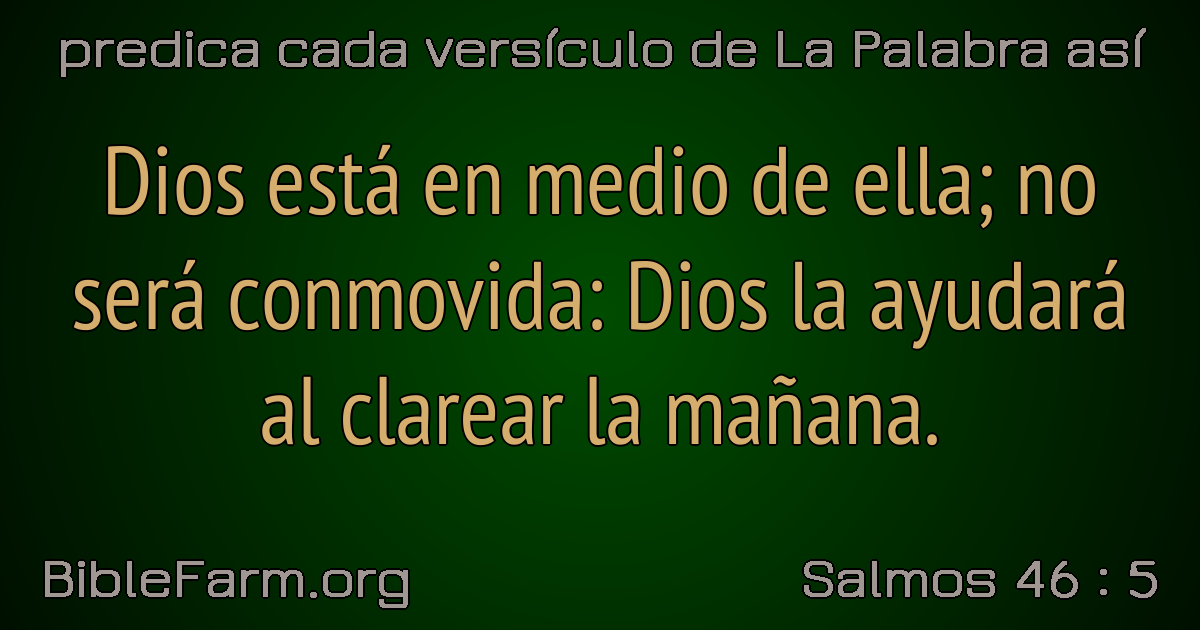 predica cada versículo de La Palabra así
Dios está en medio de ella; no
será conmovida: Dios la ayudará
al clarear la mañana.
BibleFarm.org
Salmos 46 : 5